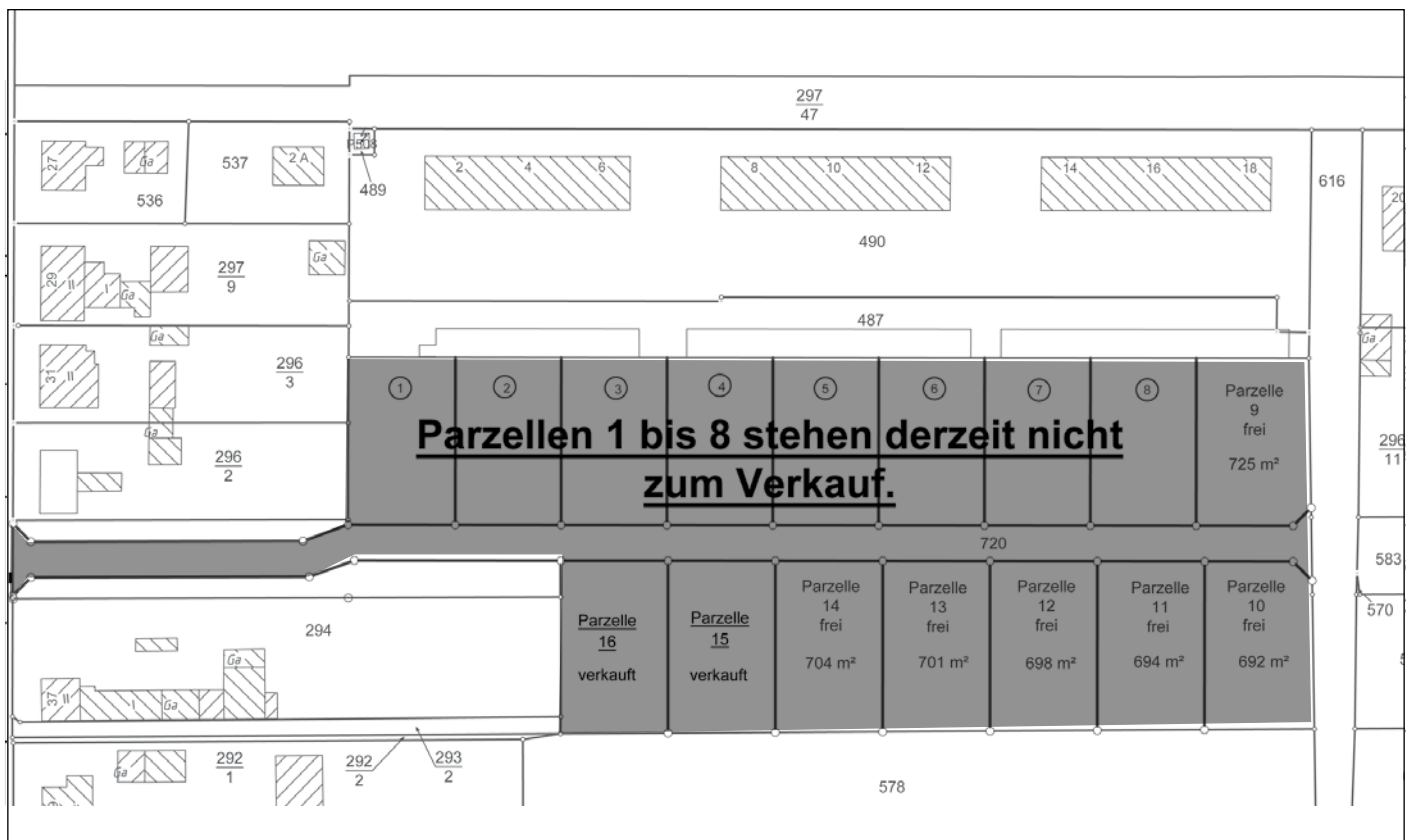 297
47
27
Ga
537
2 A
536
489
2
4
6
8
10
12
14
16
18
616
20
490
29
II
I
Ga
297
9
Ga
487
Ga
31
II
296
3
Ga
Ga
296
2
296
11
1
2
3
4
5
6
7
8
Parzelle
9
frei
725 m²
Parzellen 1 bis 8 stehen derzeit nicht
zum Verkauf.
720
583
570
294
Parzelle
16
verkauft
Parzelle
15
verkauft
Parzelle
14
frei
704 m²
Parzelle
13
frei
701 m²
Parzelle
12
frei
698 m²
Parzelle
11
frei
694 m²
Parzelle
10
frei
692 m²
Ga
37
II
I
Ga
Ga
292
1
292
2
293
2
578